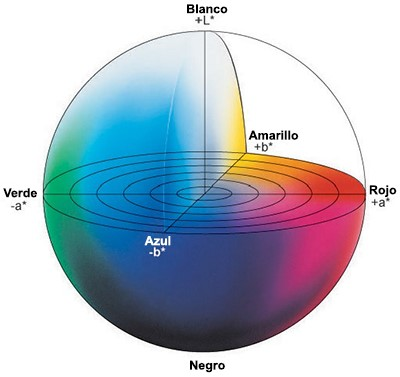 Blanco
+L*
Amarillo
+b*
Verde
-a*
Rojo
+a*
Azul
-b*
Negro